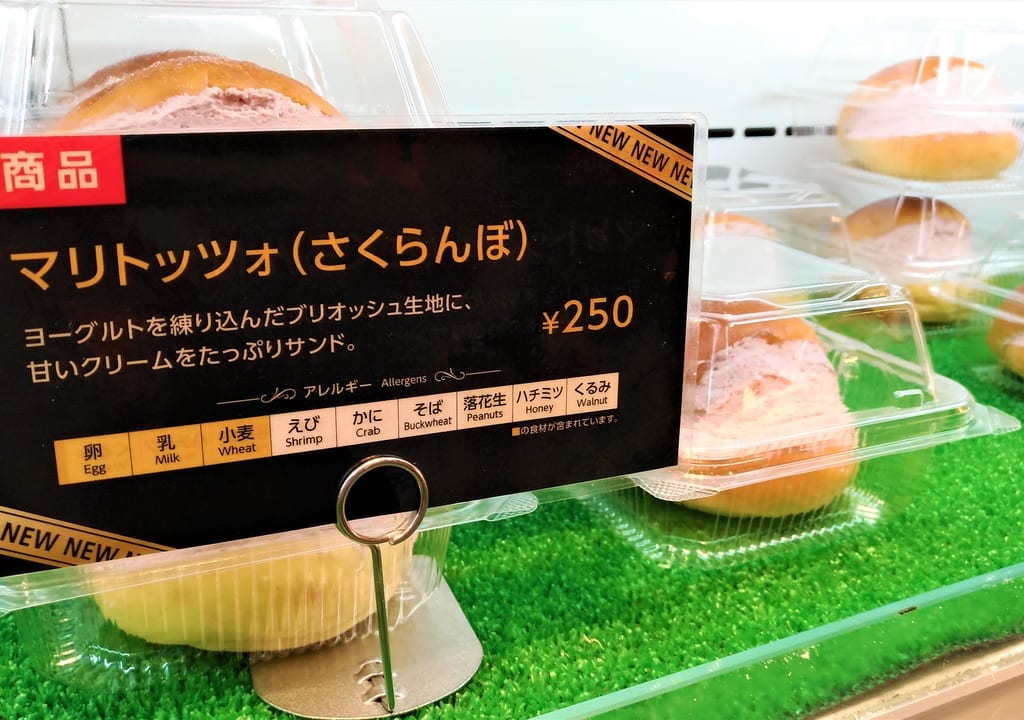 商品
NEW NEW NE
マリトッツォ(さくらんぼ)
ヨーグルトを練り込んだブリオッシュ生地に、
甘いクリームをたっぷりサンド。
¥250
アレルギー Allergens
卵 乳 小麦 えび かに そば 落花生 ハチミツ くるみ
Egg Milk Wheat Shrimp Crab Buckwheat Peanuts Honey Walnut
■の食材が含まれています。
NEW NEW N